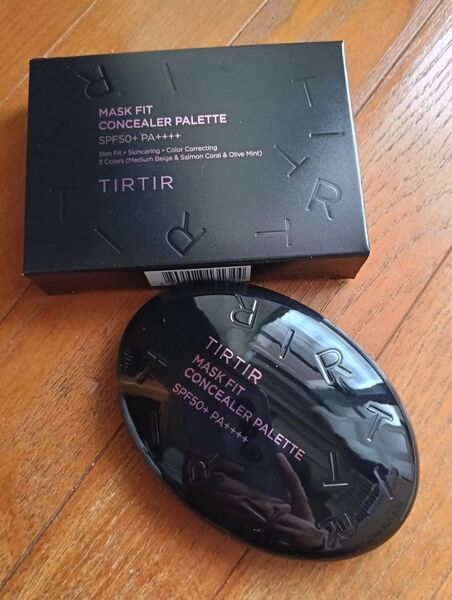 MASK FIT
CONCEALER PALETTE
SPF50+ PA++++
Slim Fit • Skincaring • Color Correcting
3 Colors (Medium Beige & Salmon Coral & Olive Mint)
TIRTIR
TIRTIR
MASK FIT
CONCEALER PALETTE
SPF50+ PA++++